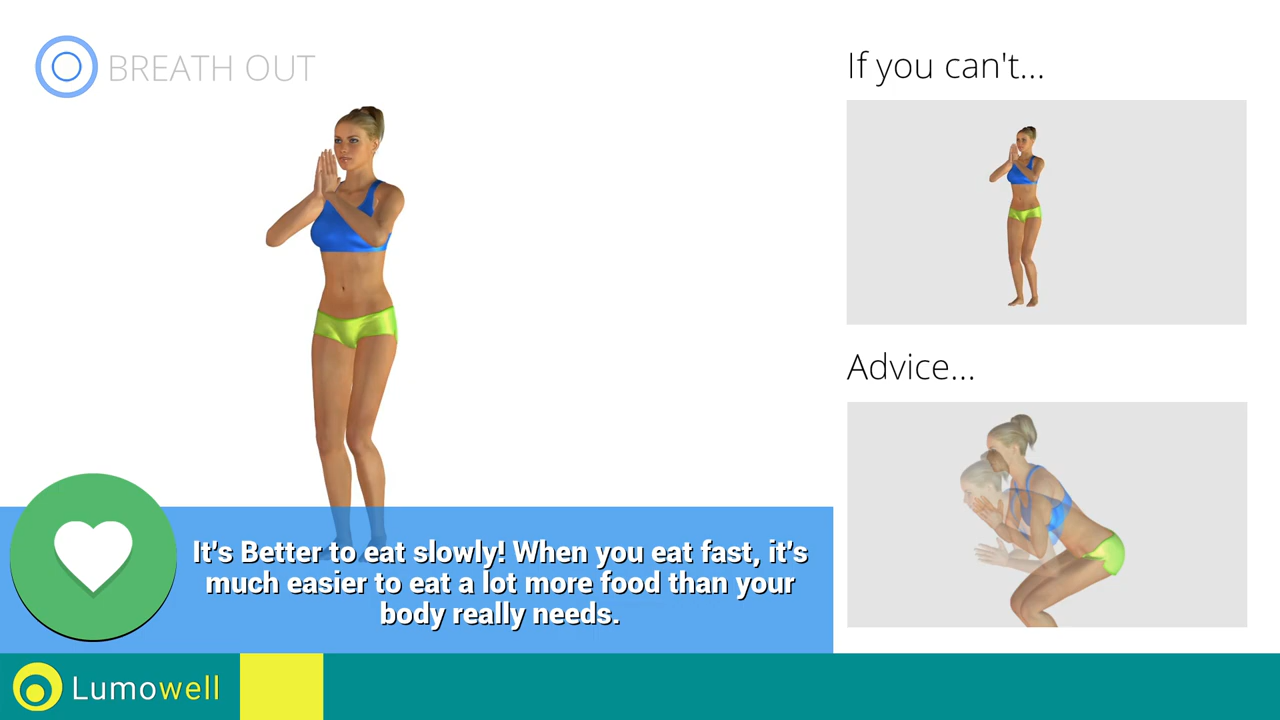 BREATH OUT
If you can't...
Advice...
It's Better to eat slowly! When you eat fast, it's
much easier to eat a lot more food than your
body really needs.
Lumowell